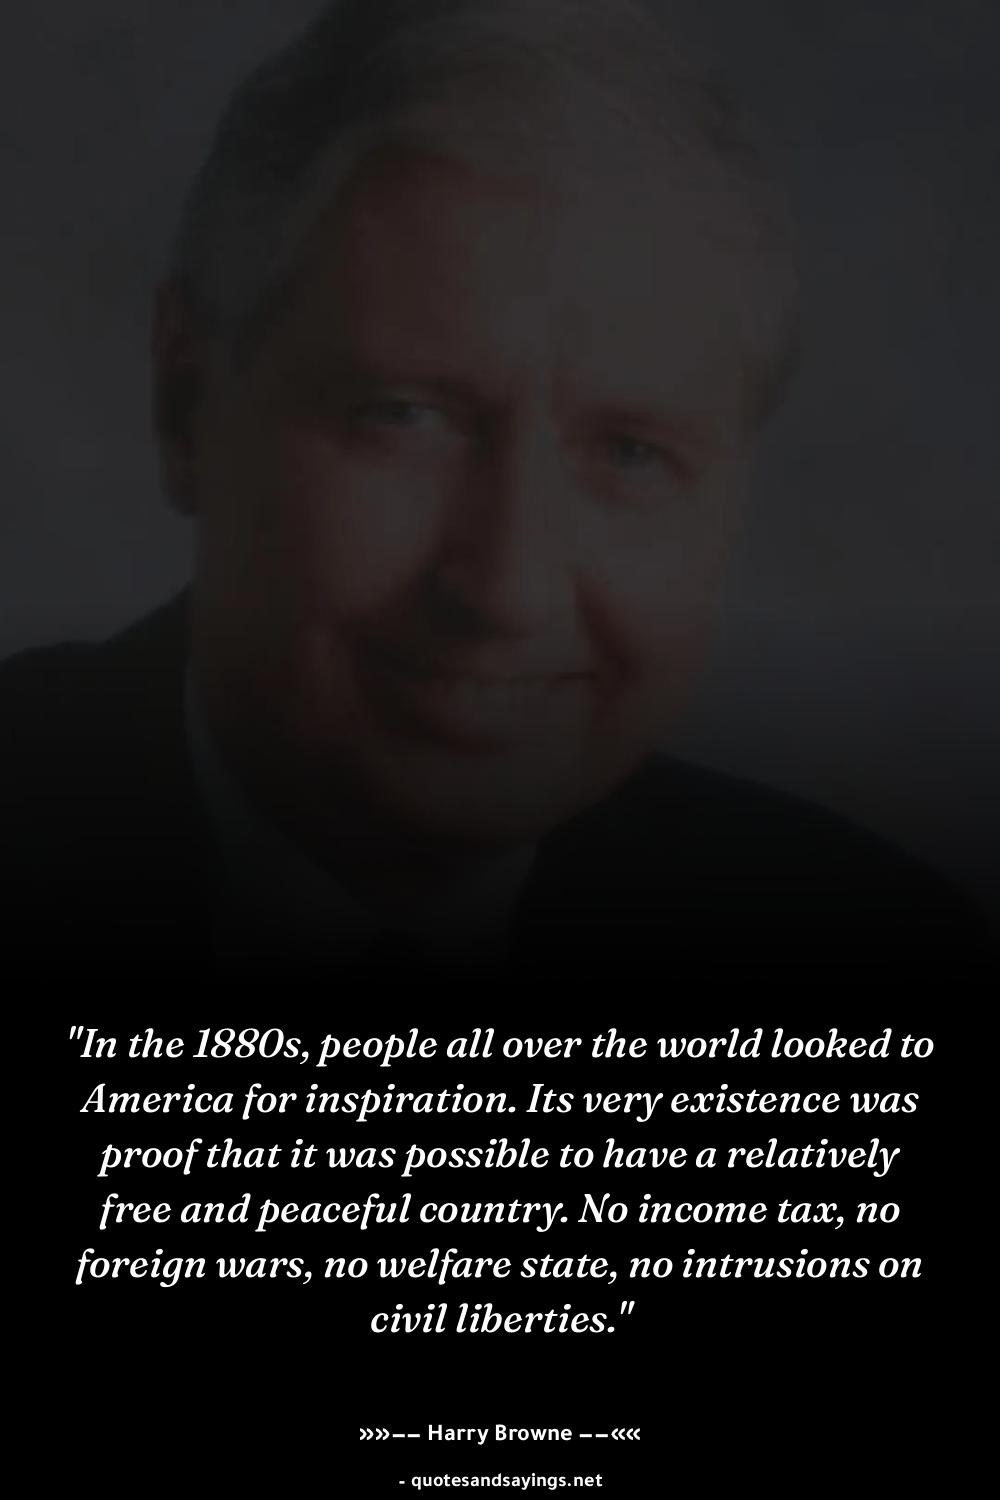 "In the 1880s, people all over the world looked to
America for inspiration. Its very existence was
proof that it was possible to have a relatively
free and peaceful country. No income tax, no
foreign wars, no welfare state, no intrusions on
civil liberties."
»»−− Harry Browne −−««
- quotesandsayings.net